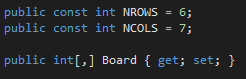 public const int NROWS = 6;
public const int NCOLS = 7;
public int[,] Board { get; set; }